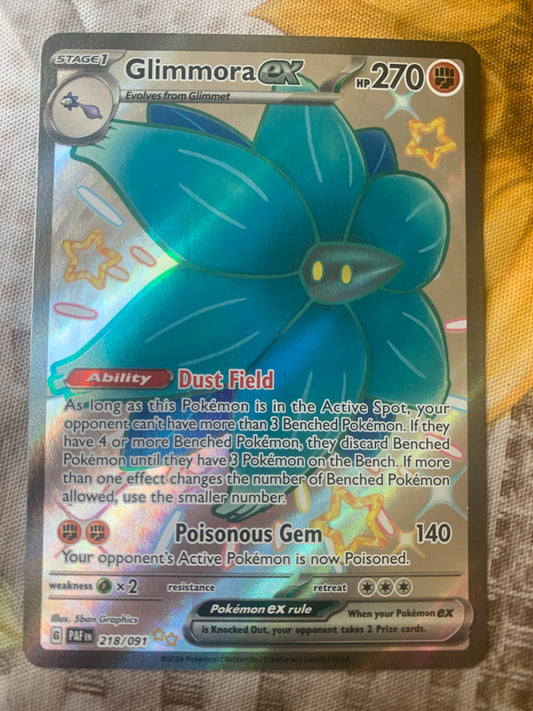 STAGE1
Glimmora ex
HP 270
Evolves from Glimmet
Ability Dust Field
As long as this Pokémon is in the Active Spot, your
opponent can't have more than 3 Benched Pokémon. If they
have 4 or more Benched Pokémon, they discard Benched
Pokémon until they have 3 Pokémon on the Bench. If more
than one effect changes the number of Benched Pokémon
allowed, use the smaller number.
Poisonous Gem 140
Your opponent's Active Pokémon is now Poisoned.
weakness ×2 resistance retreat
Illus. 5ban Graphics
Pokémon ex rule
When your Pokémon ex
is Knocked Out, your opponent takes 2 Prize cards.
G PAF EN 218/091
©2024 Pokémon / Nintendo / Creatures / GAME FREAK